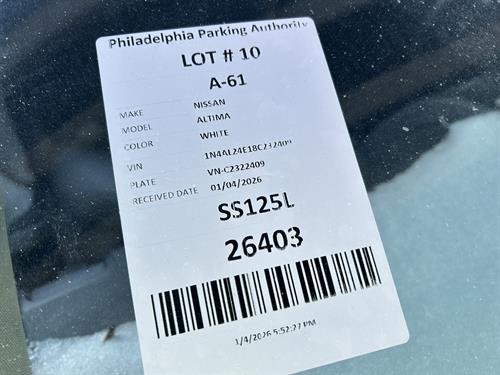 Philadelphia Parking Authority
LOT # 10
A-61
MAKE NISSAN
MODEL ALTIMA
COLOR WHITE
VIN 1N4AL24E18C232409
PLATE VN-C2322409
RECEIVED DATE 01/04/2026
SS125L
26403
1/4/2026 5:52:27 PM